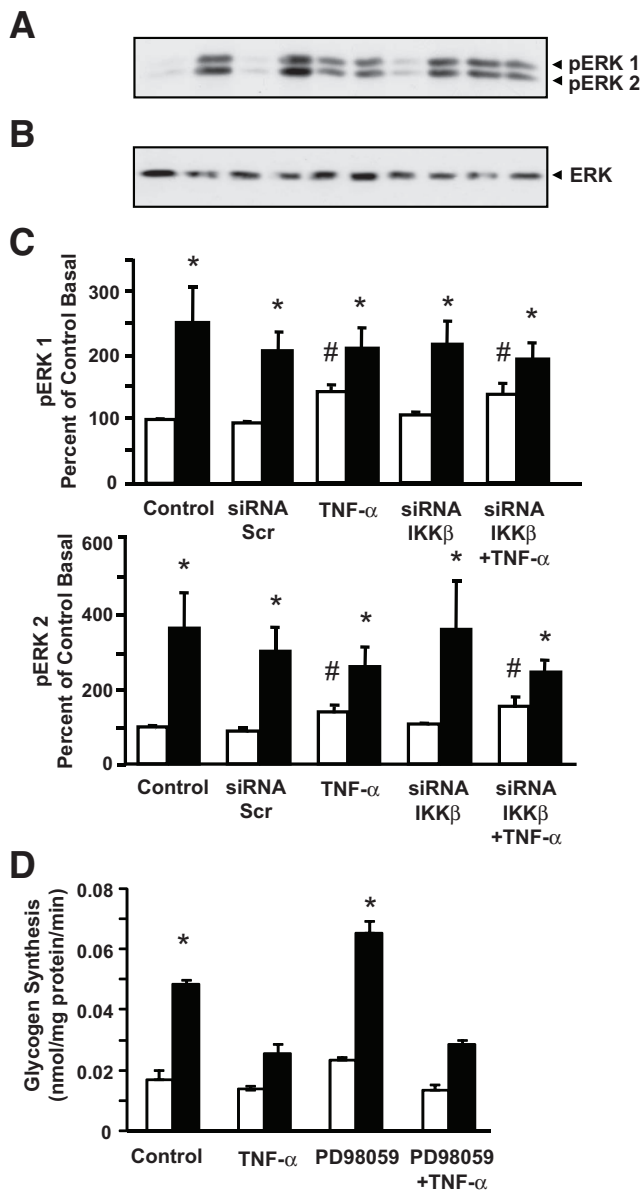 A
pERK 1
pERK 2
B
ERK
C
pERK 1
Percent of Control Basal
300
200
100
0
* * # * * # *
Control siRNA Scr TNF-α siRNA IKKβ siRNA IKKβ +TNF-α
pERK 2
Percent of Control Basal
600
400
200
0
* * # * * # *
Control siRNA Scr TNF-α siRNA IKKβ siRNA IKKβ +TNF-α
D
Glycogen Synthesis
(nmol/mg protein/min)
0.08
0.06
0.04
0.02
0
* *
Control TNF-α PD98059 PD98059 +TNF-α